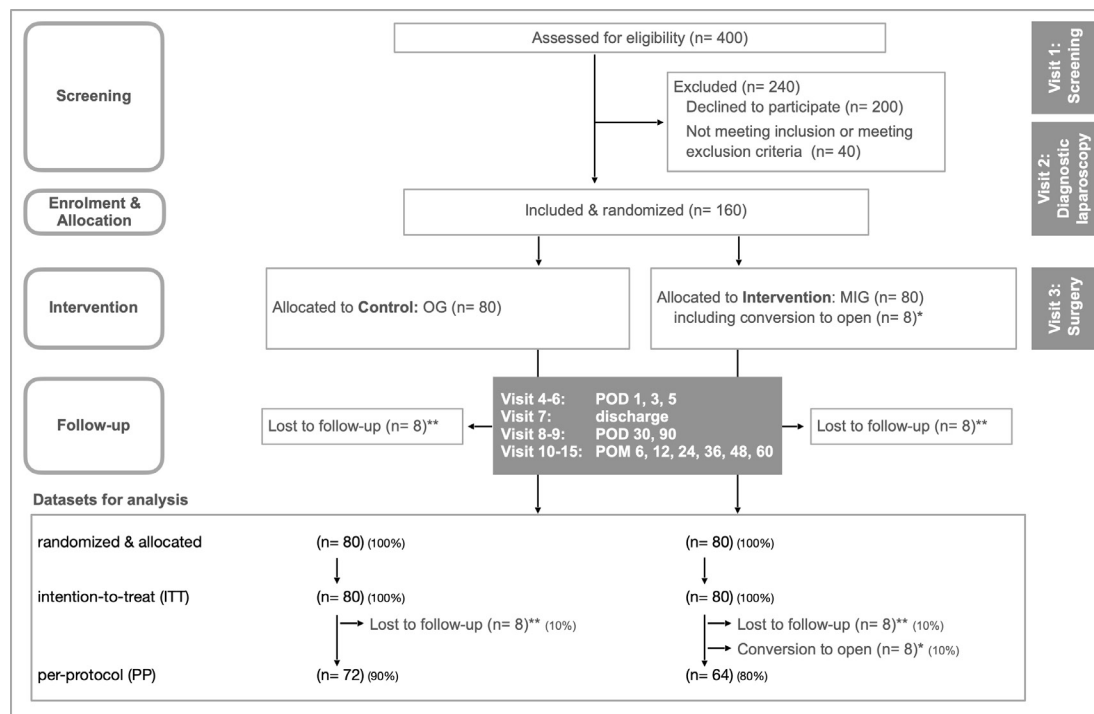 Assessed for eligibility (n= 400)
Visit 1:
Screening
Screening
Excluded (n= 240)
Declined to participate (n= 200)
Not meeting inclusion or meeting
exclusion criteria (n= 40)
Visit 2:
Diagnostic
laparoscopy
Enrolment &
Allocation
Included & randomized (n= 160)
Intervention
Allocated to Control: OG (n= 80)
Allocated to Intervention: MIG (n= 80)
including conversion to open (n= 8)*
Visit 3:
Surgery
Follow-up
Lost to follow-up (n= 8)**
Visit 4-6: POD 1, 3, 5
Visit 7: discharge
Visit 8-9: POD 30, 90
Visit 10-15: POM 6, 12, 24, 36, 48, 60
Lost to follow-up (n= 8)**
Datasets for analysis
randomized & allocated (n= 80) (100%) (n= 80) (100%)
intention-to-treat (ITT) (n= 80) (100%) (n= 80) (100%)
Lost to follow-up (n= 8)** (10%) Lost to follow-up (n= 8)** (10%)
Conversion to open (n= 8)* (10%)
per-protocol (PP) (n= 72) (90%) (n= 64) (80%)